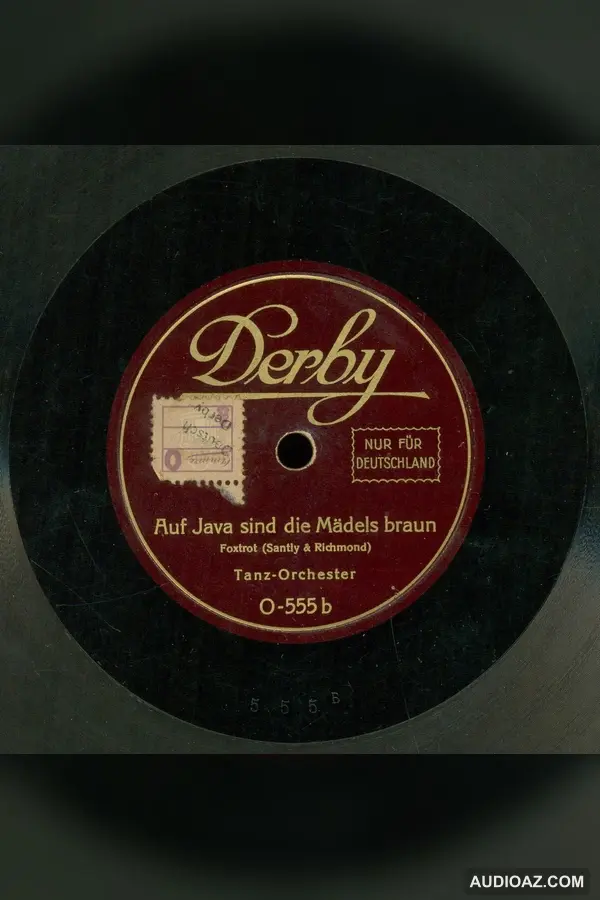 Derby
NUR FÜR
DEUTSCHLAND
Auf Java sind die Mädels braun
Foxtrot (Santly & Richmond)
Tanz-Orchester
O-555 b
5 5 5 B
AUDIOAZ.COM